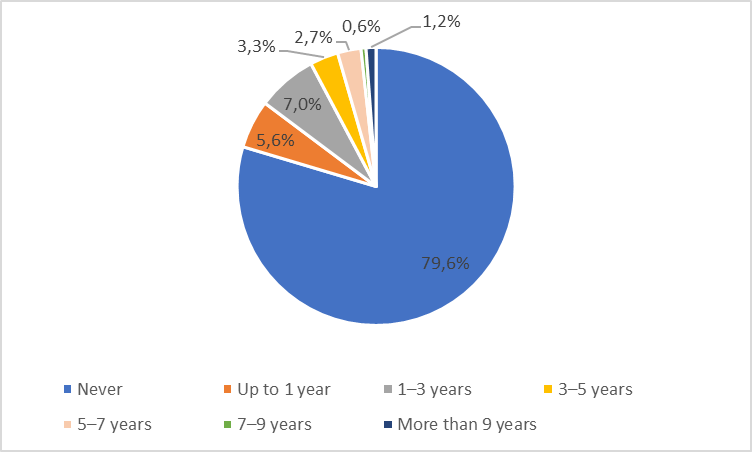 0,6%
1,2%
2,7%
3,3%
7,0%
5,6%
79,6%
Never
Up to 1 year
1–3 years
3–5 years
5–7 years
7–9 years
More than 9 years